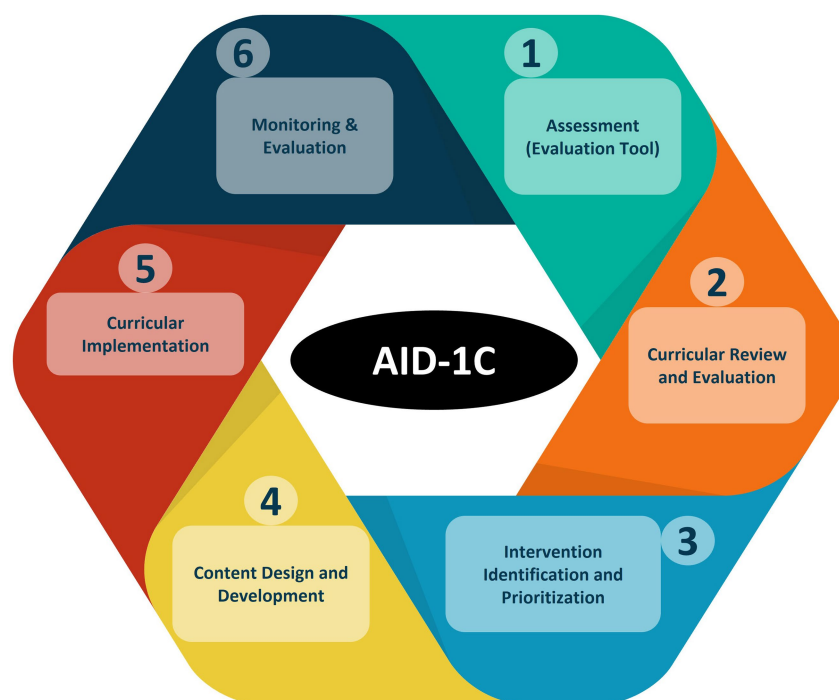 6
Monitoring &
Evaluation
1
Assessment
(Evaluation Tool)
5
Curricular
Implementation
AID-1C
2
Curricular Review
and Evaluation
4
Content Design and
Development
3
Intervention
Identification and
Prioritization